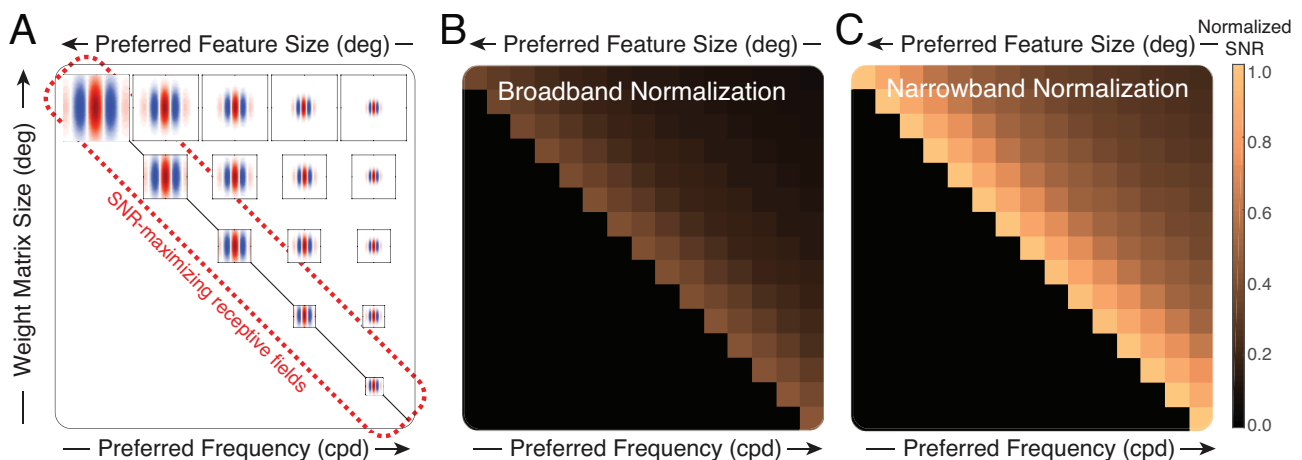 A
← Preferred Feature Size (deg) —
— Weight Matrix Size (deg) →
SNR-maximizing receptive fields
— Preferred Frequency (cpd) →
B
← Preferred Feature Size (deg) —
Broadband Normalization
— Preferred Frequency (cpd) →
C
← Preferred Feature Size (deg) —
Narrowband Normalization
— Preferred Frequency (cpd) →
Normalized
SNR
1.0
0.8
0.6
0.4
0.2
0.0